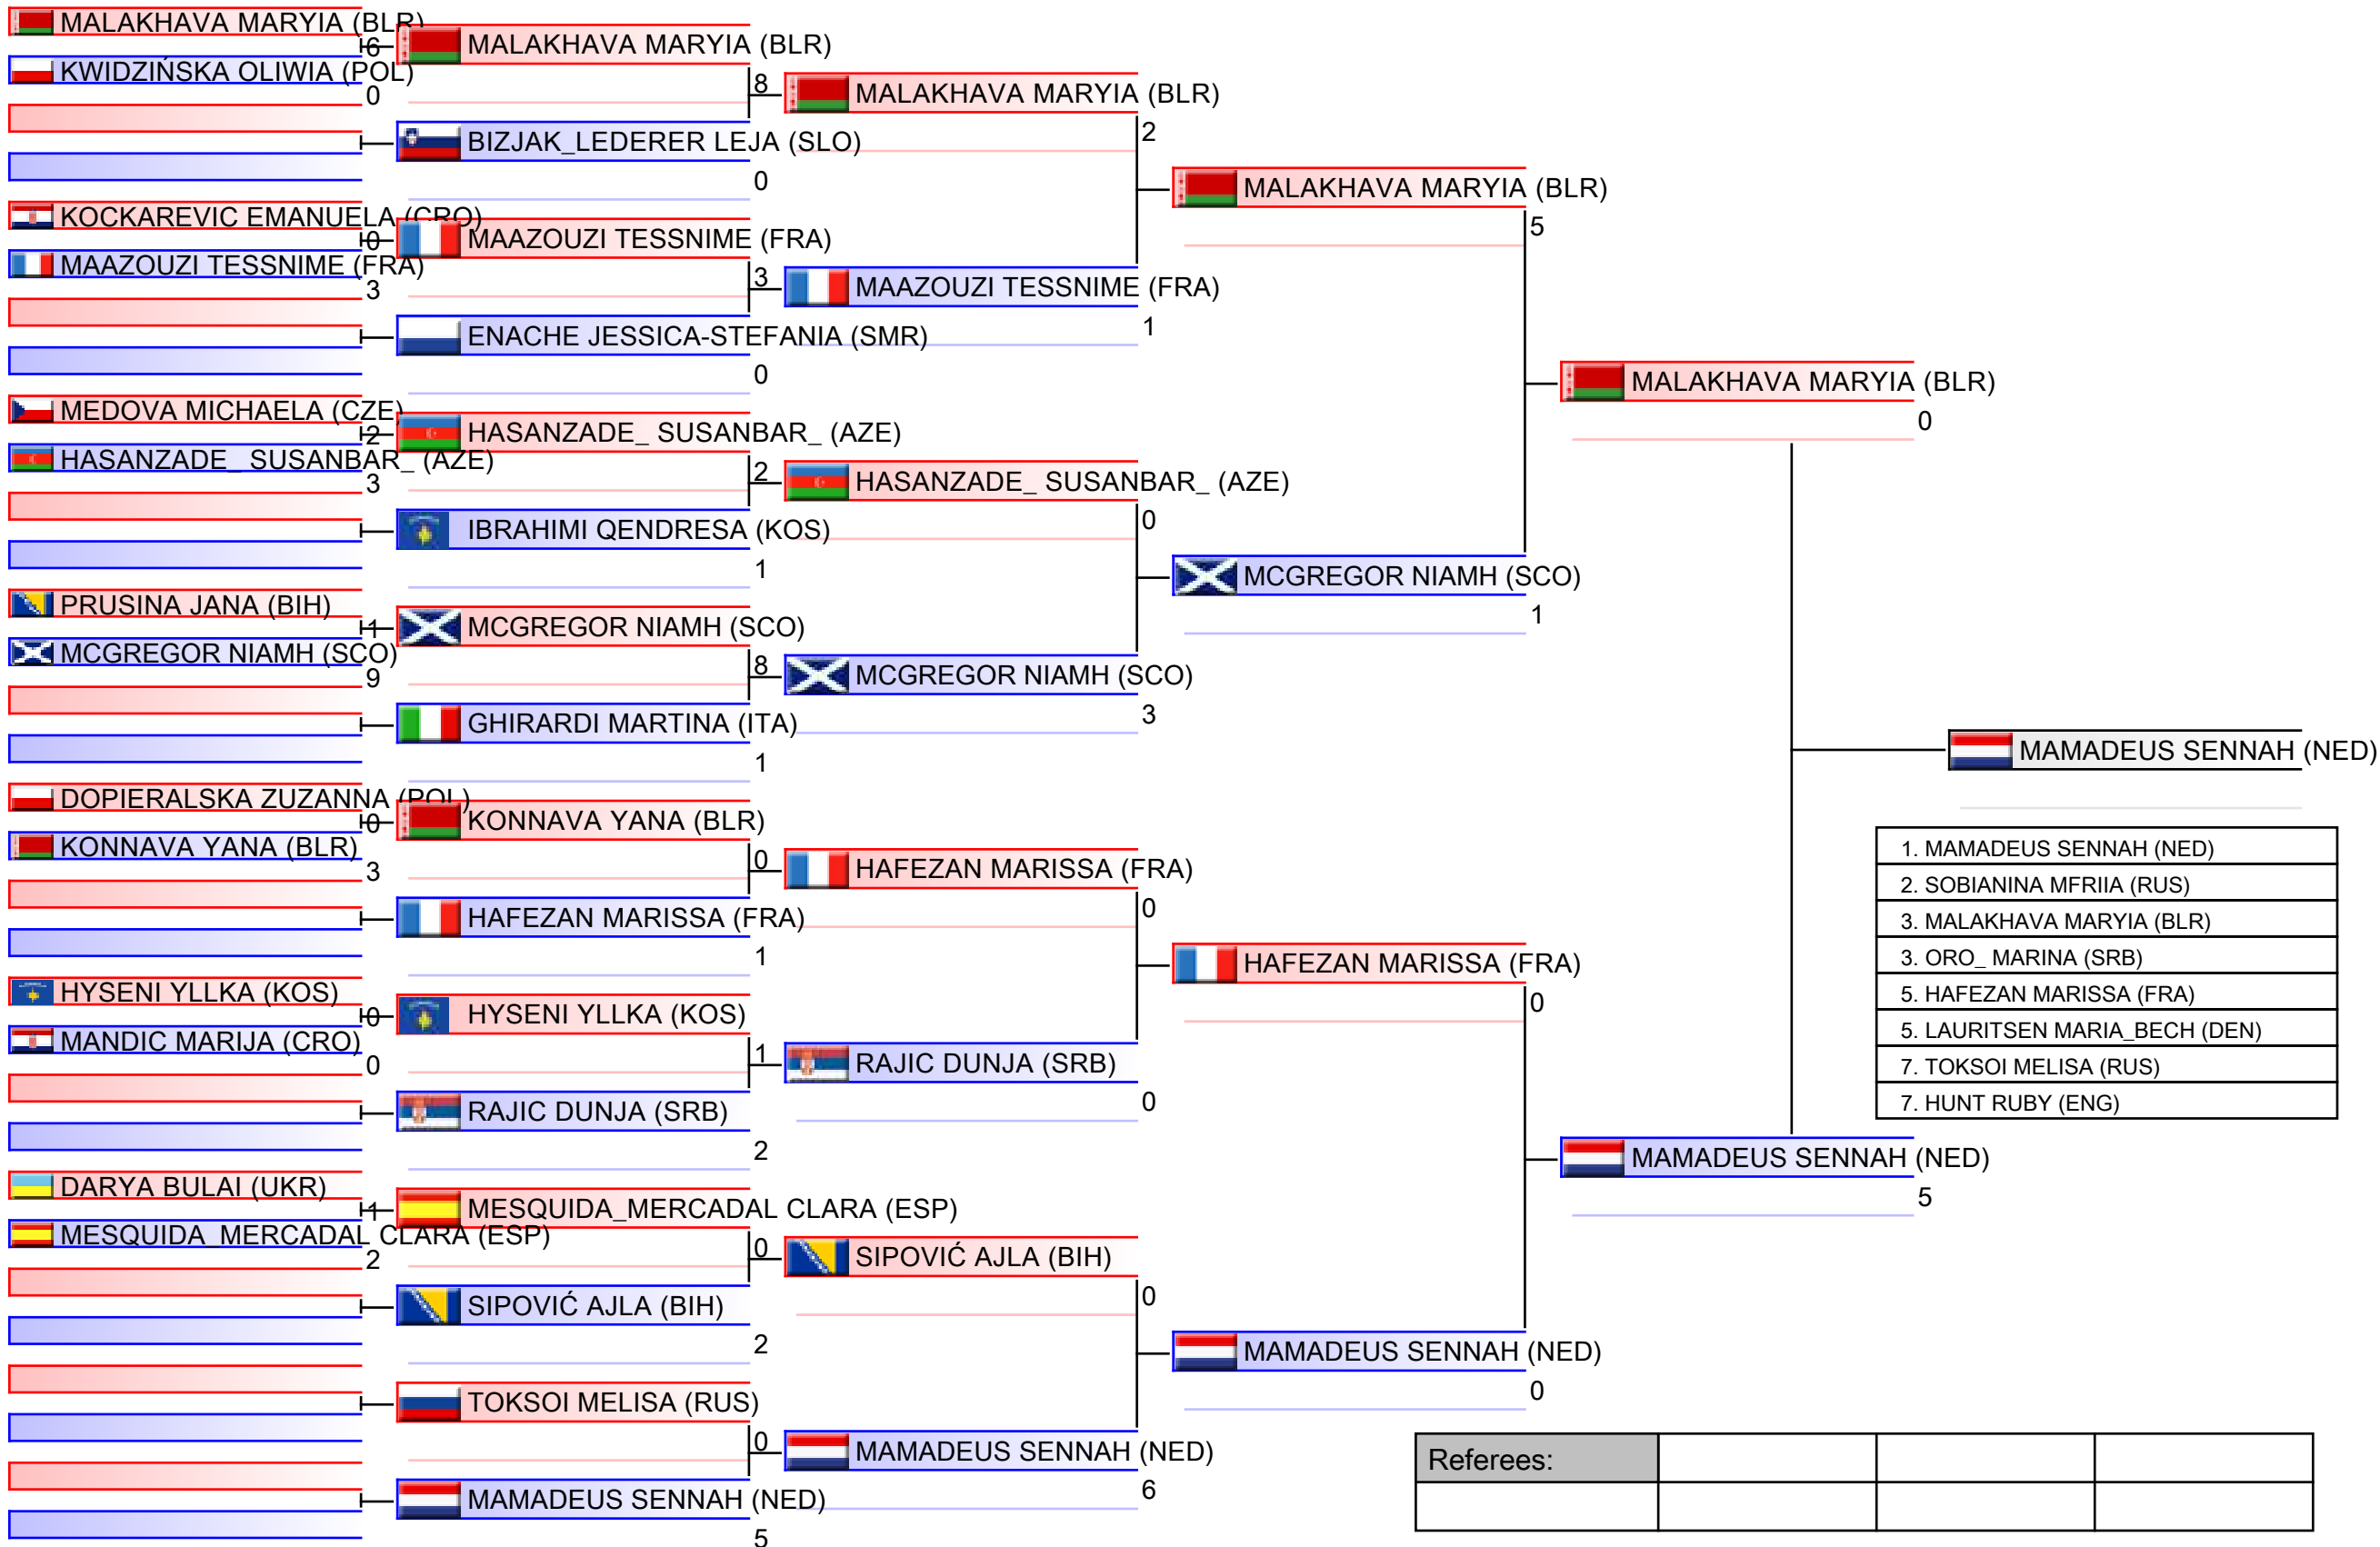 MALAKHAVA MARYIA (BLR)
6
KWIDZIŃSKA OLIWIA (POL)
0
KOCKAREVIC EMANUELA (CRO)
0
MAAZOUZI TESSNIME (FRA)
3
MEDOVA MICHAELA (CZE)
2
HASANZADE_ SUSANBAR_ (AZE)
3
PRUSINA JANA (BIH)
1
MCGREGOR NIAMH (SCO)
9
DOPIERALSKA ZUZANNA (POL)
0
KONNAVA YANA (BLR)
3
HYSENI YLLKA (KOS)
0
MANDIC MARIJA (CRO)
0
DARYA BULAI (UKR)
1
MESQUIDA_MERCADAL CLARA (ESP)
2
MALAKHAVA MARYIA (BLR)
8
BIZJAK_LEDERER LEJA (SLO)
0
MAAZOUZI TESSNIME (FRA)
3
ENACHE JESSICA-STEFANIA (SMR)
0
HASANZADE_ SUSANBAR_ (AZE)
2
IBRAHIMI QENDRESA (KOS)
1
MCGREGOR NIAMH (SCO)
8
GHIRARDI MARTINA (ITA)
1
KONNAVA YANA (BLR)
0
HAFEZAN MARISSA (FRA)
1
HYSENI YLLKA (KOS)
1
RAJIC DUNJA (SRB)
2
MESQUIDA_MERCADAL CLARA (ESP)
0
SIPOVIĆ AJLA (BIH)
2
TOKSOI MELISA (RUS)
0
MAMADEUS SENNAH (NED)
5
MALAKHAVA MARYIA (BLR)
2
MAAZOUZI TESSNIME (FRA)
1
HASANZADE_ SUSANBAR_ (AZE)
0
MCGREGOR NIAMH (SCO)
3
HAFEZAN MARISSA (FRA)
0
RAJIC DUNJA (SRB)
0
SIPOVIĆ AJLA (BIH)
0
MAMADEUS SENNAH (NED)
6
MALAKHAVA MARYIA (BLR)
5
MCGREGOR NIAMH (SCO)
1
HAFEZAN MARISSA (FRA)
0
MAMADEUS SENNAH (NED)
0
MALAKHAVA MARYIA (BLR)
0
MAMADEUS SENNAH (NED)
5
MAMADEUS SENNAH (NED)
1. MAMADEUS SENNAH (NED)
2. SOBIANINA MFRIIA (RUS)
3. MALAKHAVA MARYIA (BLR)
3. ORO_ MARINA (SRB)
5. HAFEZAN MARISSA (FRA)
5. LAURITSEN MARIA_BECH (DEN)
7. TOKSOI MELISA (RUS)
7. HUNT RUBY (ENG)
Referees: